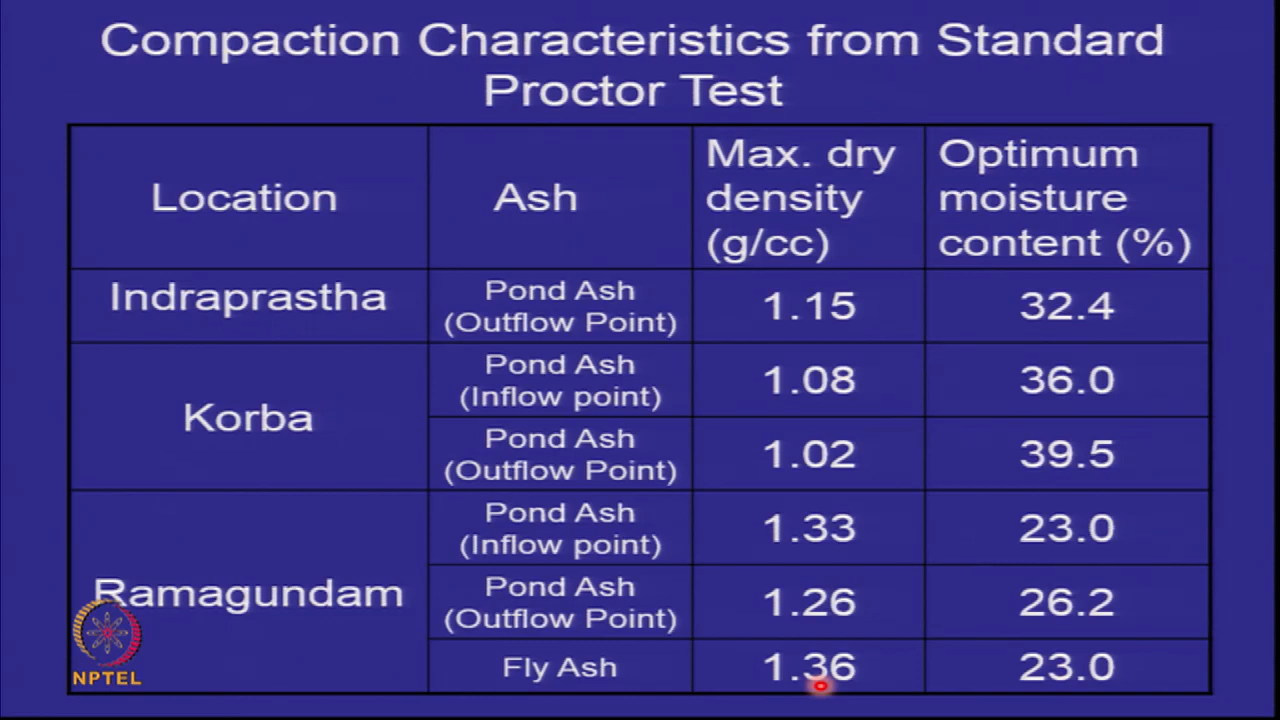 Compaction Characteristics from Standard
Proctor Test
Location
Ash
Max. dry
density
(g/cc)
Optimum
moisture
content (%)
Indraprastha
Pond Ash
(Outflow Point)
1.15
32.4
Korba
Pond Ash
(Inflow point)
1.08
36.0
Pond Ash
(Outflow Point)
1.02
39.5
Ramagundam
Pond Ash
(Inflow point)
1.33
23.0
Pond Ash
(Outflow Point)
1.26
26.2
Fly Ash
1.36
23.0
NPTEL